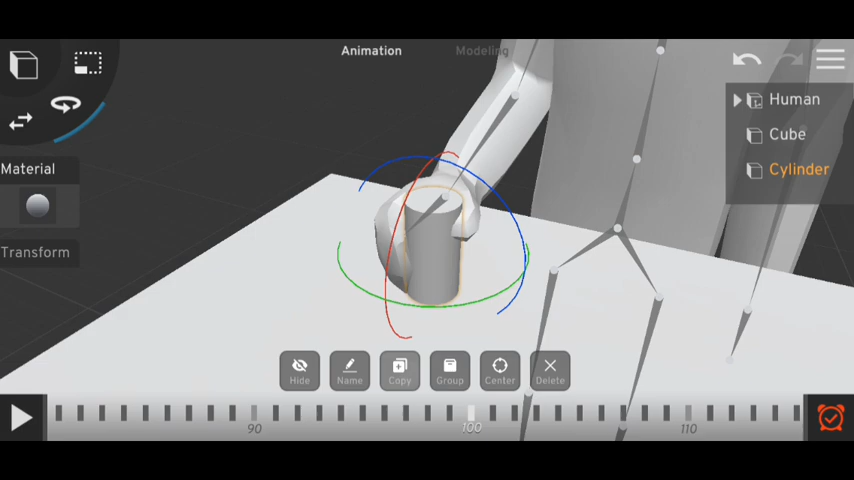 Animation
Modeling
Human
Cube
Cylinder
Material
Transform
Hide
Name
Copy
Group
Center
Delete
90
100
110